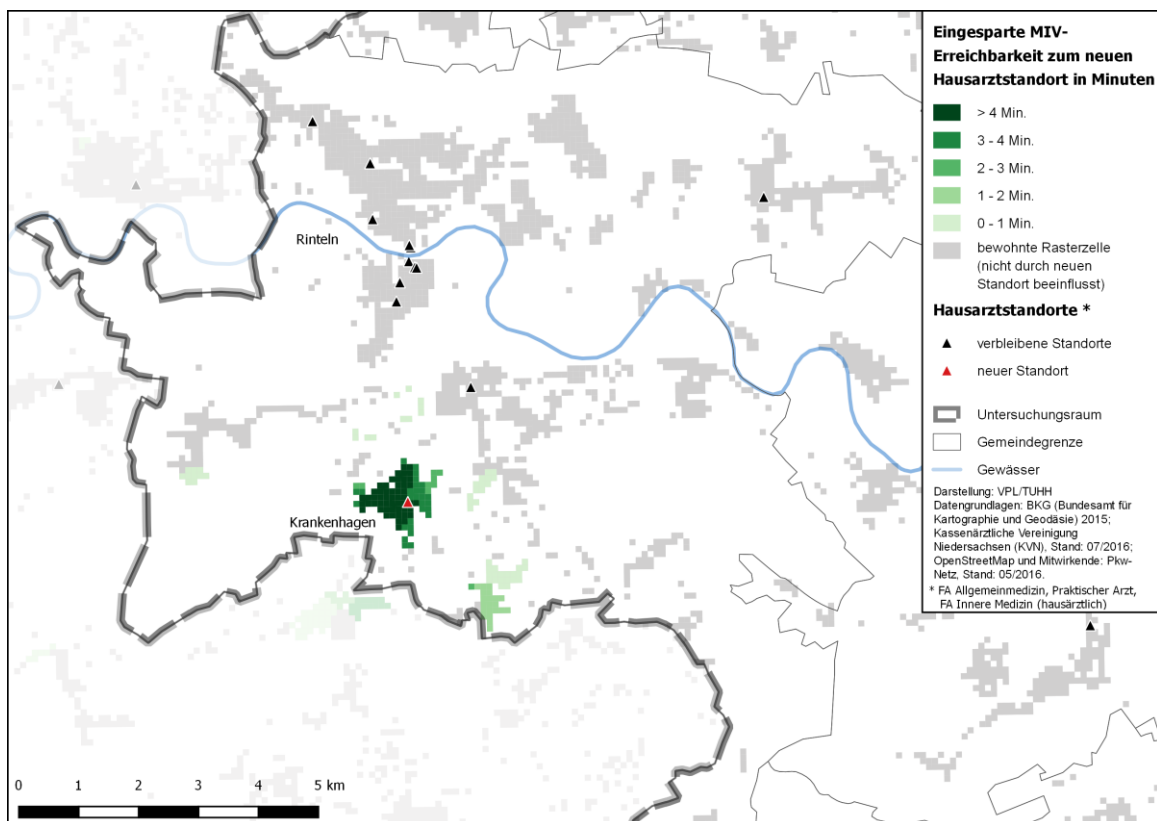 Eingesparte MIV-
Erreichbarkeit zum neuen
Hausarztstandort in Minuten
> 4 Min.
3 - 4 Min.
2 - 3 Min.
1 - 2 Min.
0 - 1 Min.
bewohnte Rasterzelle
(nicht durch neuen
Standort beeinflusst)
Hausarztstandorte *
verbleibene Standorte
neuer Standort
Untersuchungsraum
Gemeindegrenze
Gewässer
Darstellung: VPL/TUHH
Datengrundlagen: BKG (Bundesamt für
Kartographie und Geodäsie) 2015;
Kassenärztliche Vereinigung
Niedersachsen (KVN), Stand: 07/2016;
OpenStreetMap und Mitwirkende: Pkw-
Netz, Stand: 05/2016.
* FA Allgemeinmedizin, Praktischer Arzt,
FA Innere Medizin (hausärztlich)
Rinteln
Krankenhagen
0 1 2 3 4 5 km